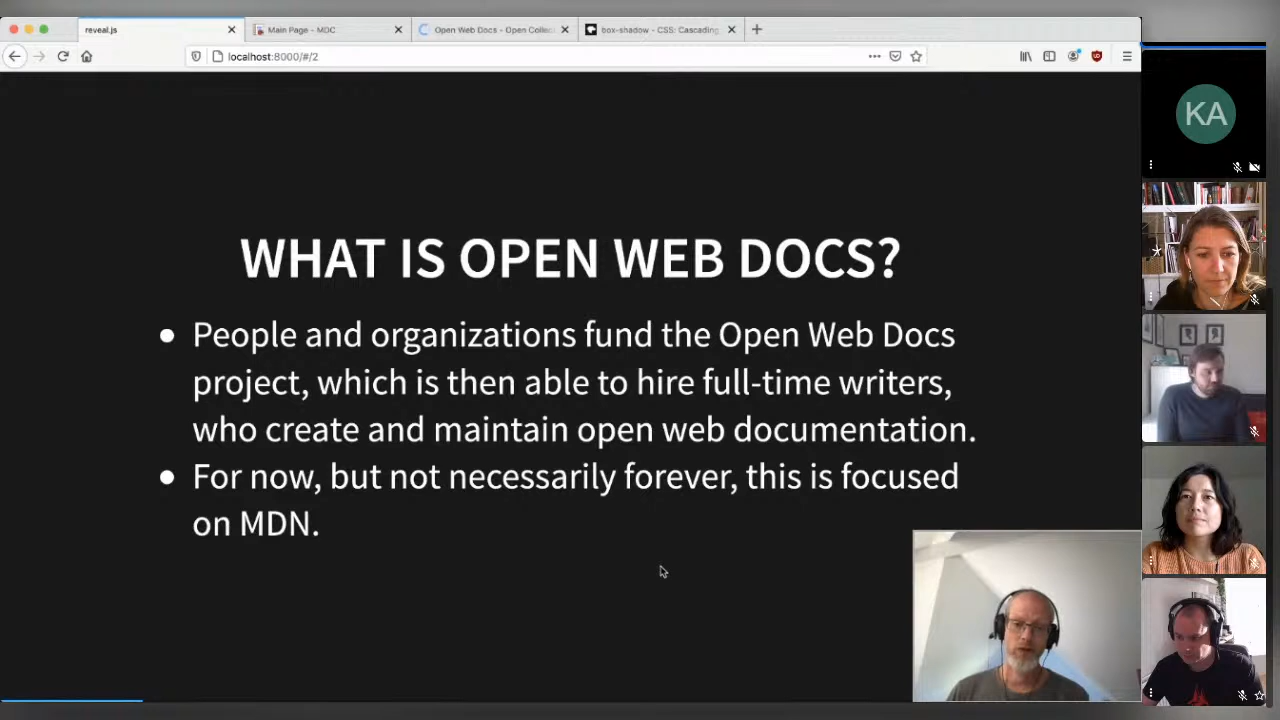 reveal.js
Main Page - MDC
Open Web Docs - Open Collec
box-shadow - CSS: Cascading
localhost:8000/#/2
KA
WHAT IS OPEN WEB DOCS?
People and organizations fund the Open Web Docs
project, which is then able to hire full-time writers,
who create and maintain open web documentation.
For now, but not necessarily forever, this is focused
on MDN.